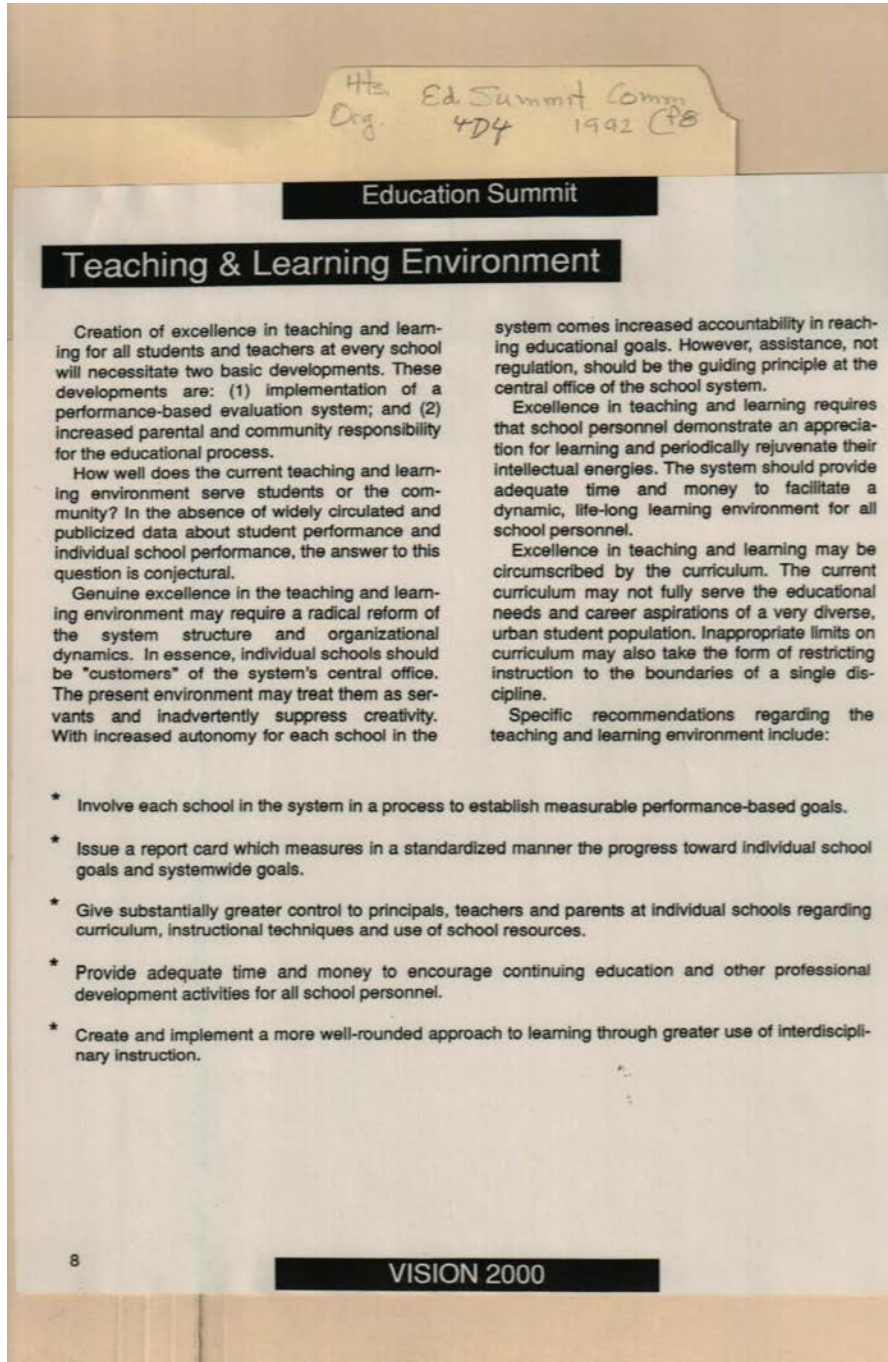 Hts. Ed. Summit Comm
Org. 4D4 1992
Education Summit
Teaching & Learning Environment
Creation of excellence in teaching and learn-
ing for all students and teachers at every school
will necessitate two basic developments. These
developments are: (1) implementation of a
performance-based evaluation system; and (2)
increased parental and community responsibility
for the educational process.
How well does the current teaching and learn-
ing environment serve students or the com-
munity? In the absence of widely circulated and
publicized data about student performance and
individual school performance, the answer to this
question is conjectural.
Genuine excellence in the teaching and learn-
ing environment may require a radical reform of
the system structure and organizational
dynamics. In essence, individual schools should
be "customers" of the system's central office.
The present environment may treat them as ser-
vants and inadvertently suppress creativity.
With increased autonomy for each school in the
system comes increased accountability in reach-
ing educational goals. However, assistance, not
regulation, should be the guiding principle at the
central office of the school system.
Excellence in teaching and learning requires
that school personnel demonstrate an apprecia-
tion for learning and periodically rejuvenate their
intellectual energies. The system should provide
adequate time and money to facilitate a
dynamic, life-long learning environment for all
school personnel.
Excellence in teaching and learning may be
circumscribed by the curriculum. The current
curriculum may not fully serve the educational
needs and career aspirations of a very diverse,
urban student population. Inappropriate limits on
curriculum may also take the form of restricting
instruction to the boundaries of a single dis-
cipline.
Specific recommendations regarding the
teaching and learning environment include:
* Involve each school in the system in a process to establish measurable performance-based goals.
* Issue a report card which measures in a standardized manner the progress toward individual school
goals and systemwide goals.
* Give substantially greater control to principals, teachers and parents at individual schools regarding
curriculum, instructional techniques and use of school resources.
* Provide adequate time and money to encourage continuing education and other professional
development activities for all school personnel.
* Create and implement a more well-rounded approach to learning through greater use of interdiscipli-
nary instruction.
8
VISION 2000